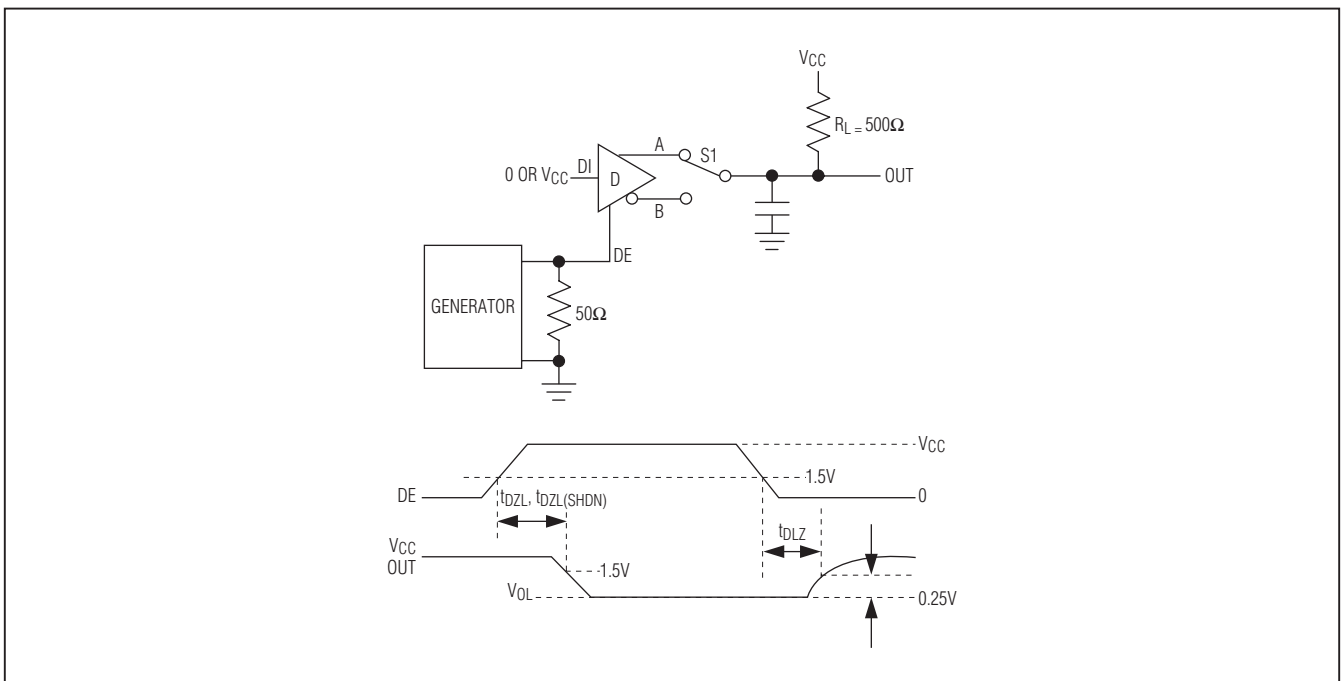 VCC
RL = 500Ω
A
S1
0 OR VCC
DI
D
OUT
B
DE
GENERATOR
50Ω
VCC
1.5V
DE
0
tDZL, tDZL(SHDN)
tDLZ
VCC
OUT
1.5V
VOL
0.25V